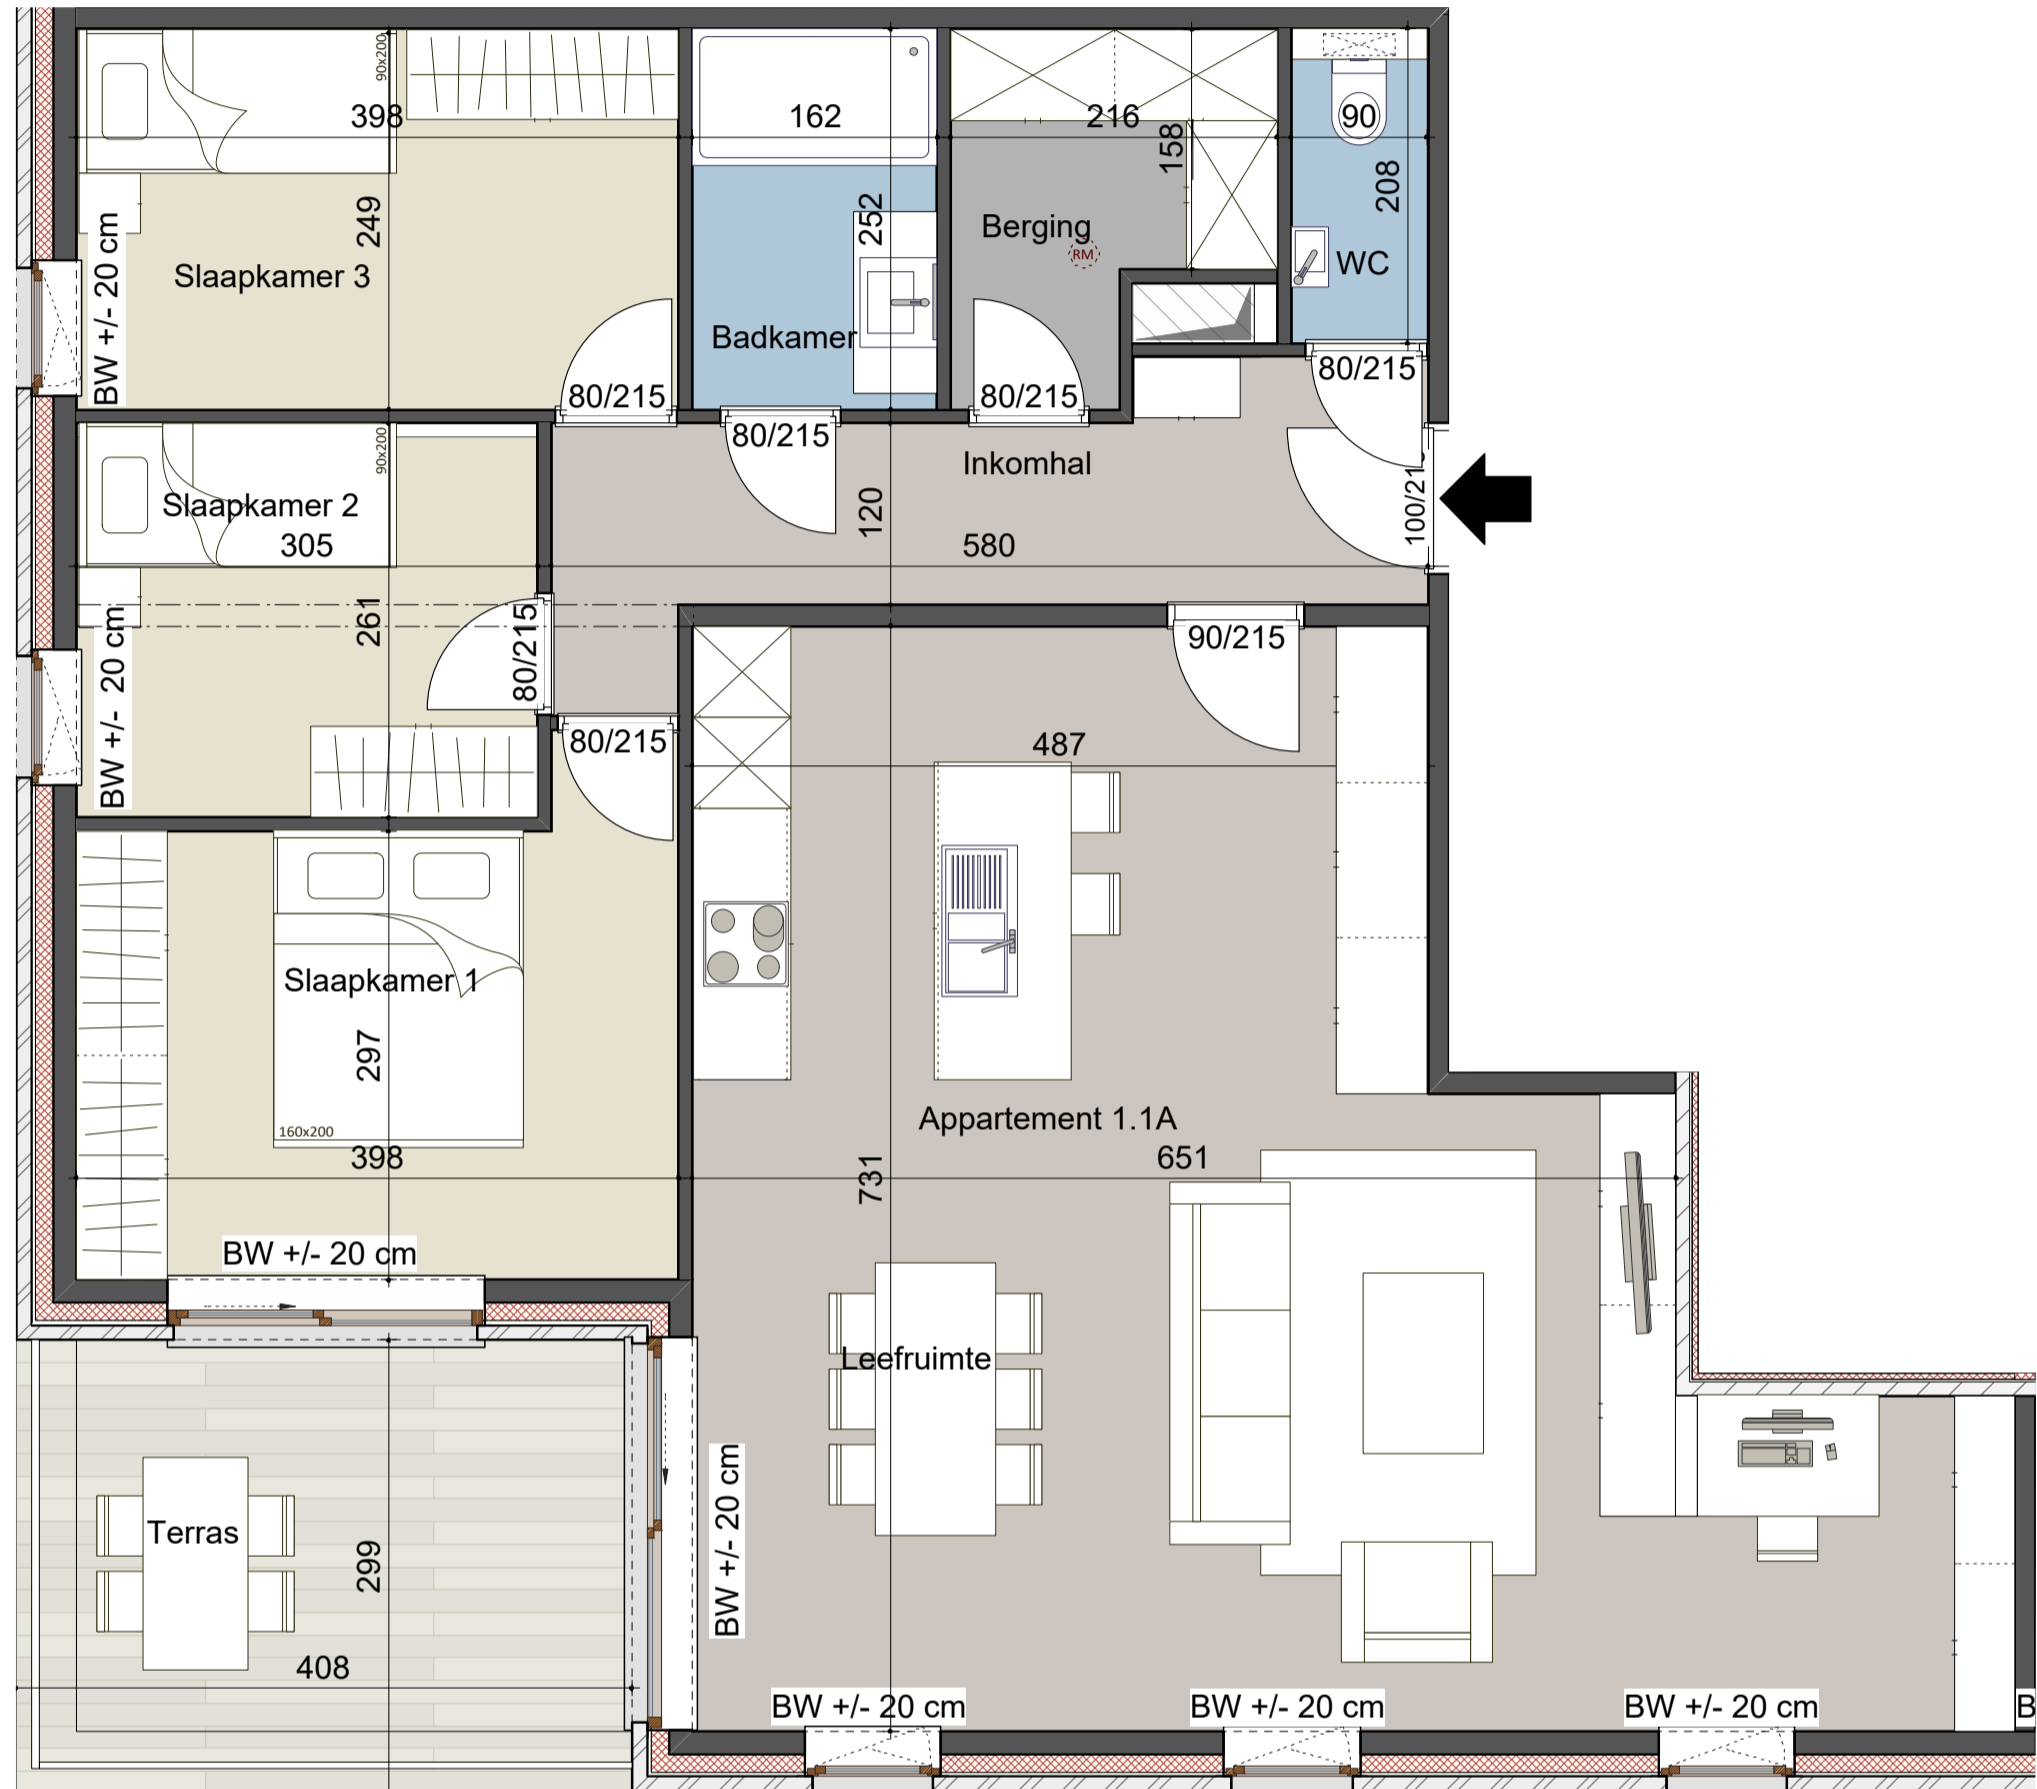 90x200
398
162
216
158
90
208
249
252
Berging
RM
WC
Slaapkamer 3
BW +/- 20 cm
Badkamer
80/215
80/215
80/215
80/215
Inkomhal
90x200
Slaapkamer 2
305
120
580
100/21
261
80/215
BW +/- 20 cm
90/215
80/215
487
Slaapkamer 1
297
160x200
398
Appartement 1.1A
651
731
BW +/- 20 cm
Leefruimte
BW +/- 20 cm
Terras
299
408
BW +/- 20 cm
BW +/- 20 cm
BW +/- 20 cm
B